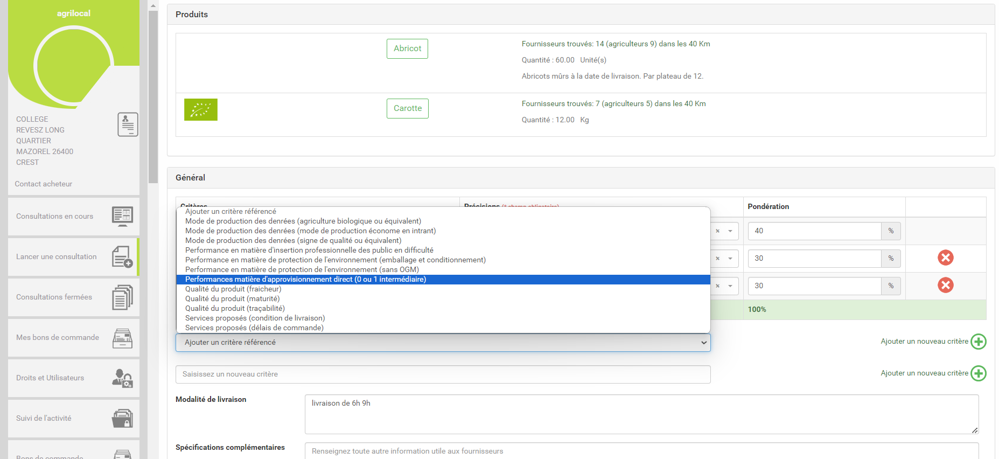 agrilocal
COLLEGE
REVESZ LONG
QUARTIER
MAZOREL 26400
CREST
Contact acheteur
Consultations en cours
Lancer une consultation
Consultations fermées
Mes bons de commande
Droits et Utilisateurs
Suivi de l'activité
Bons de commande
Produits
Abricot
Fournisseurs trouvés: 14 (agriculteurs 9) dans les 40 Km
Quantité : 60.00 Unité(s)
Abricots mûrs à la date de livraison. Par plateau de 12.
Carotte
Fournisseurs trouvés: 7 (agriculteurs 5) dans les 40 Km
Quantité : 12.00 Kg
Général
Critères
Précisions (* champ obligatoire)
Pondération
Ajouter un critère référencé
Mode de production des denrées (agriculture biologique ou équivalent)
Mode de production des denrées (mode de production économe en intrant)
Mode de production des denrées (signe de qualité ou équivalent)
Performance en matière d'insertion professionnelle des public en difficulté
Performance en matière de protection de l'environnement (emballage et conditionnement)
Performance en matière de protection de l'environnement (sans OGM)
Performances matière d'approvisionnement direct (0 ou 1 intermédiaire)
Qualité du produit (fraicheur)
Qualité du produit (maturité)
Qualité du produit (traçabilité)
Services proposés (condition de livraison)
Services proposés (délais de commande)
× 40 %
× 30 %
× 30 %
100%
Ajouter un critère référencé
Ajouter un nouveau critère
Saisissez un nouveau critère
Ajouter un nouveau critère
Modalité de livraison
livraison de 6h 9h
Spécifications complémentaires
Renseignez toute autre information utile aux fournisseurs